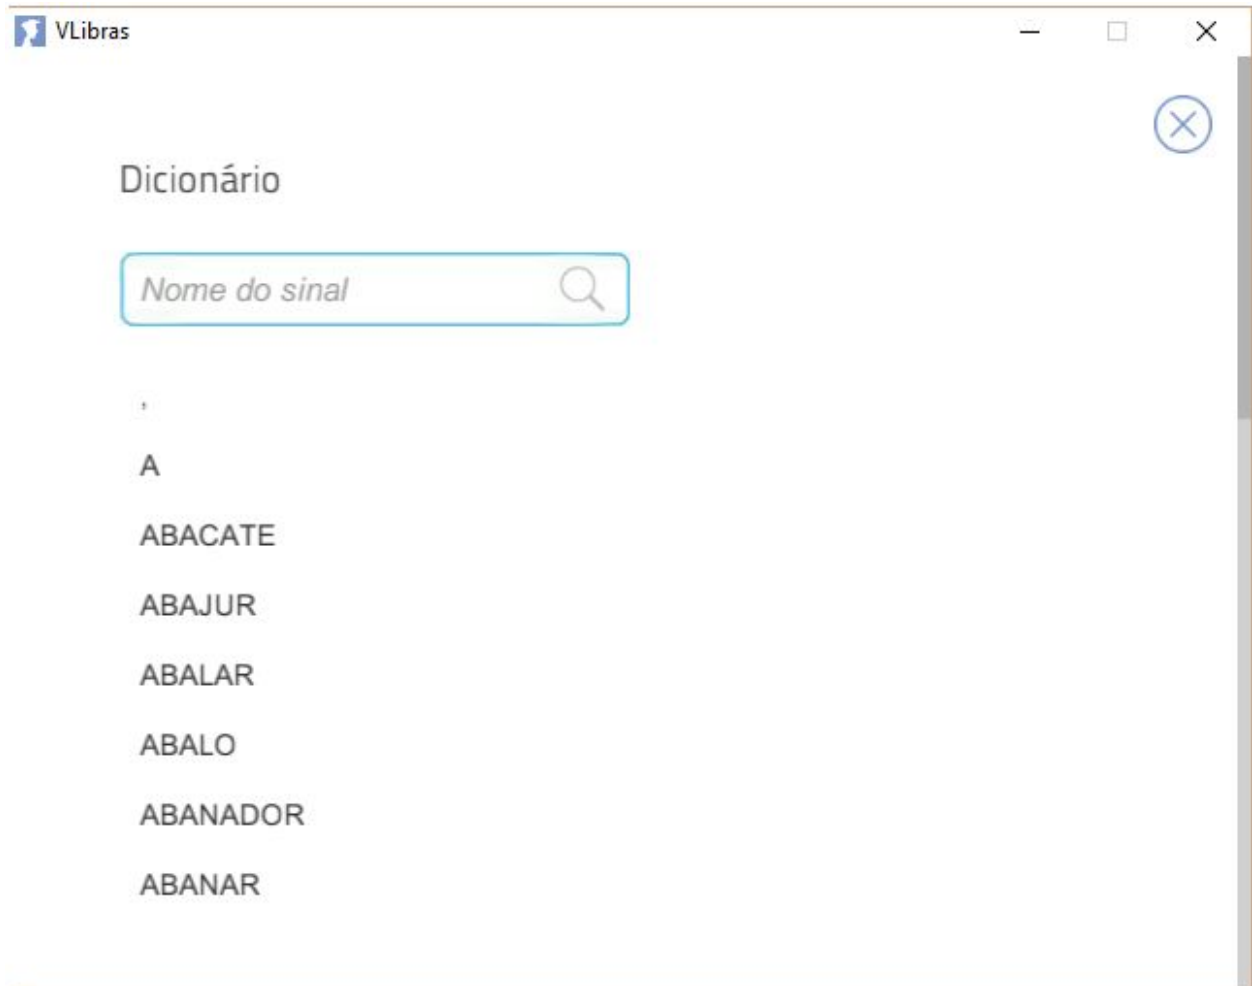 VLibras
Dicionário
Nome do sinal
,
A
ABACATE
ABAJUR
ABALAR
ABALO
ABANADOR
ABANAR